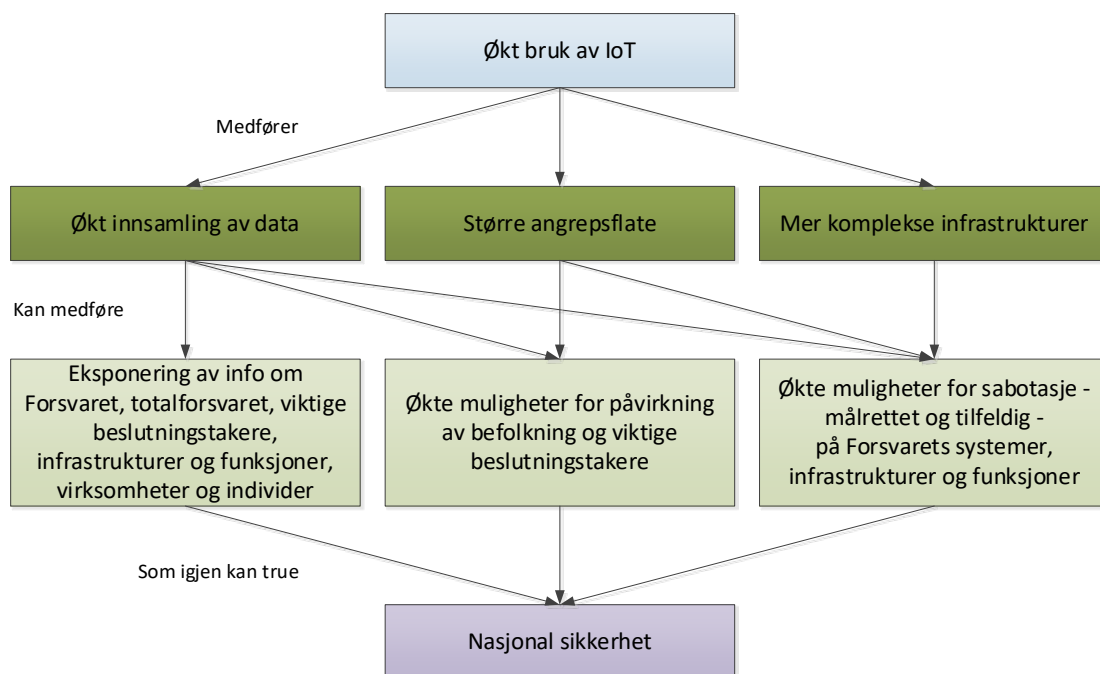 Økt bruk av IoT
Medfører
Økt innsamling av data
Større angrepsflate
Mer komplekse infrastrukturer
Kan medføre
Eksponering av info om
Forsvaret, totalforsvaret, viktige
beslutningstakere,
infrastrukturer og funksjoner,
virksomheter og individer
Økte muligheter for påvirkning
av befolkning og viktige
beslutningstakere
Økte muligheter for sabotasje -
målrettet og tilfeldig -
på Forsvarets systemer,
infrastrukturer og funksjoner
Som igjen kan true
Nasjonal sikkerhet